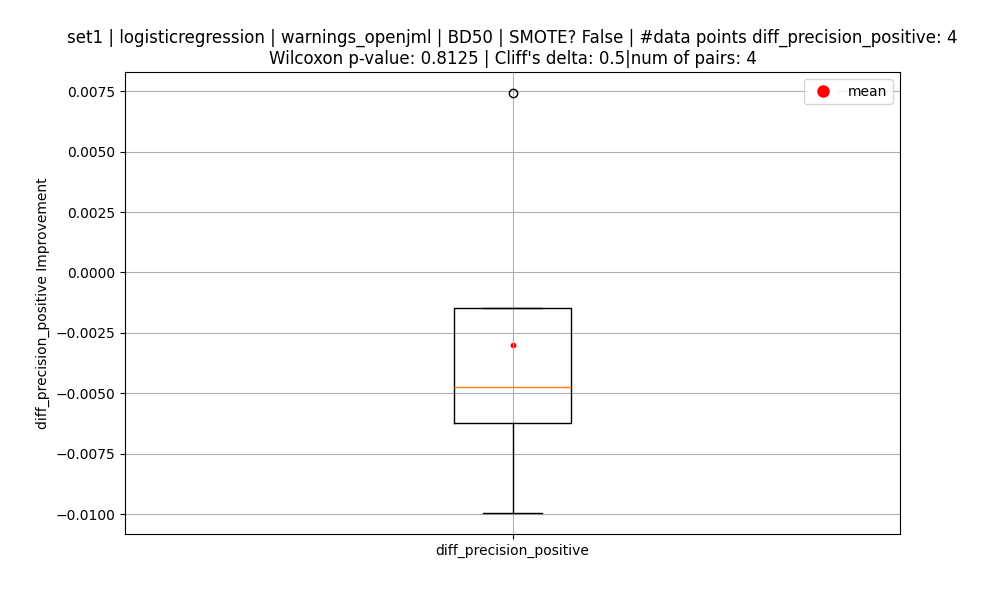 set1 | logisticregression | warnings_openjml | BD50 | SMOTE? False | #data points diff_precision_positive: 4
Wilcoxon p-value: 0.8125 | Cliff's delta: 0.5|num of pairs: 4
mean
0.0075
0.0050
0.0025
0.0000
−0.0025
−0.0050
−0.0075
−0.0100
diff_precision_positive Improvement
diff_precision_positive